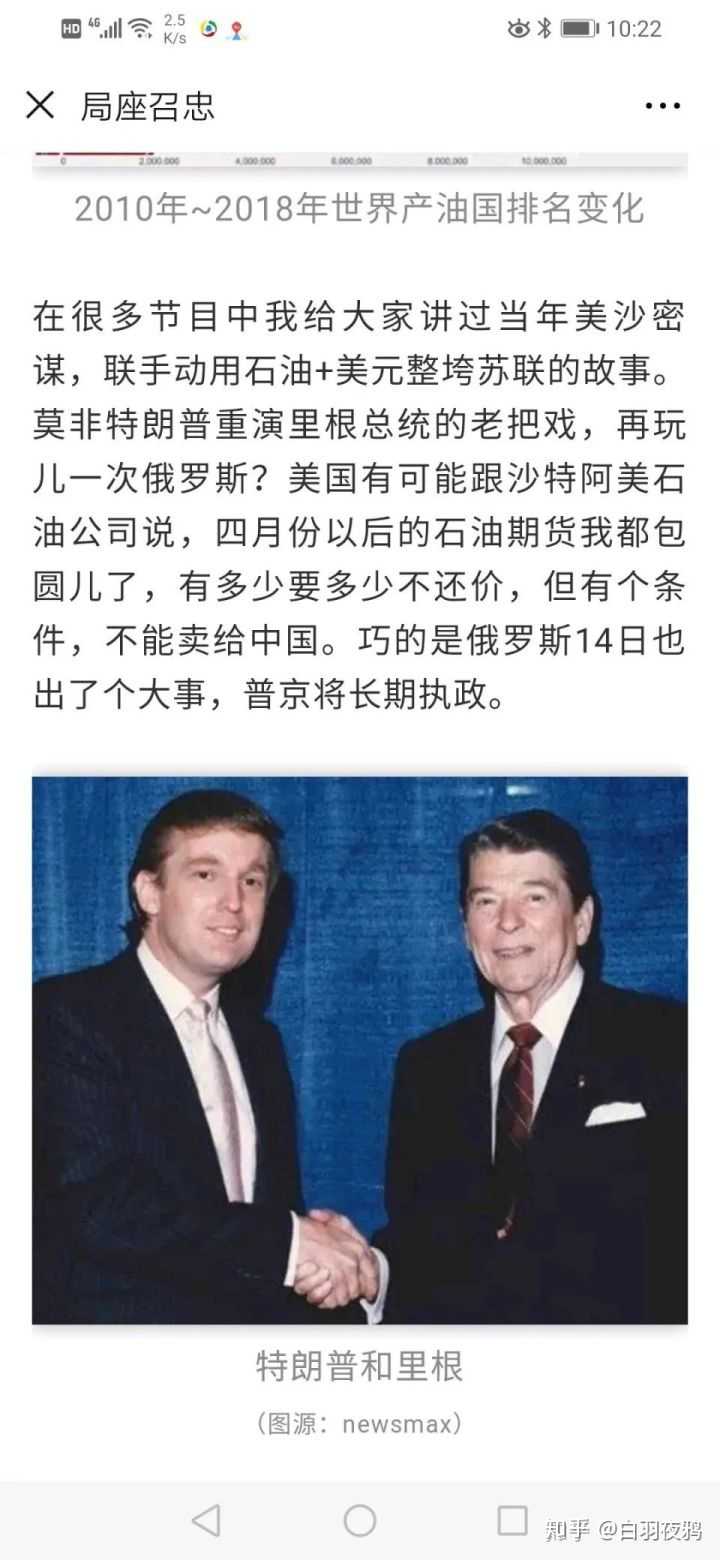 HD 4G 2.5 K/s 10:22
局座召忠
0 2,000,000 4,000,000 6,000,000 8,000,000 10,000,000
2010年~2018年世界产油国排名变化
在很多节目中我给大家讲过当年美沙密
谋，联手动用石油+美元整垮苏联的故事。
莫非特朗普重演里根总统的老把戏，再玩
儿一次俄罗斯？美国有可能跟沙特阿美石
油公司说，四月份以后的石油期货我都包
圆儿了，有多少要多少不还价，但有个条
件，不能卖给中国。巧的是俄罗斯14日也
出了个大事，普京将长期执政。
特朗普和里根
（图源：newsmax）
知乎 @白羽夜鸦